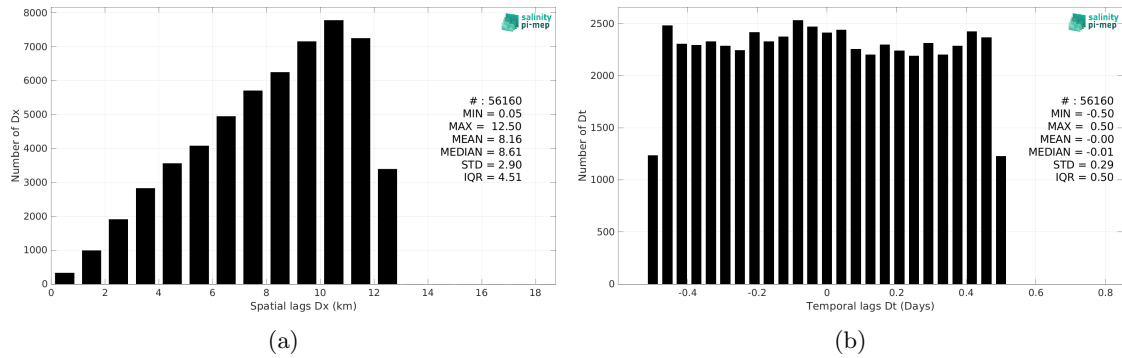 8000
7000
6000
5000
4000
3000
2000
1000
0
Number of Dx
0 2 4 6 8 10 12 14 16 18
Spatial lags Dx (km)
salinity
pi-mep
# : 56160
MIN = 0.05
MAX = 12.50
MEAN = 8.16
MEDIAN = 8.61
STD = 2.90
IQR = 4.51
(a)
2500
2000
1500
1000
500
0
Number of Dt
-0.4 -0.2 0 0.2 0.4 0.6 0.8
Temporal lags Dt (Days)
salinity
pi-mep
# : 56160
MIN = -0.50
MAX = 0.50
MEAN = -0.00
MEDIAN = -0.01
STD = 0.29
IQR = 0.50
(b)